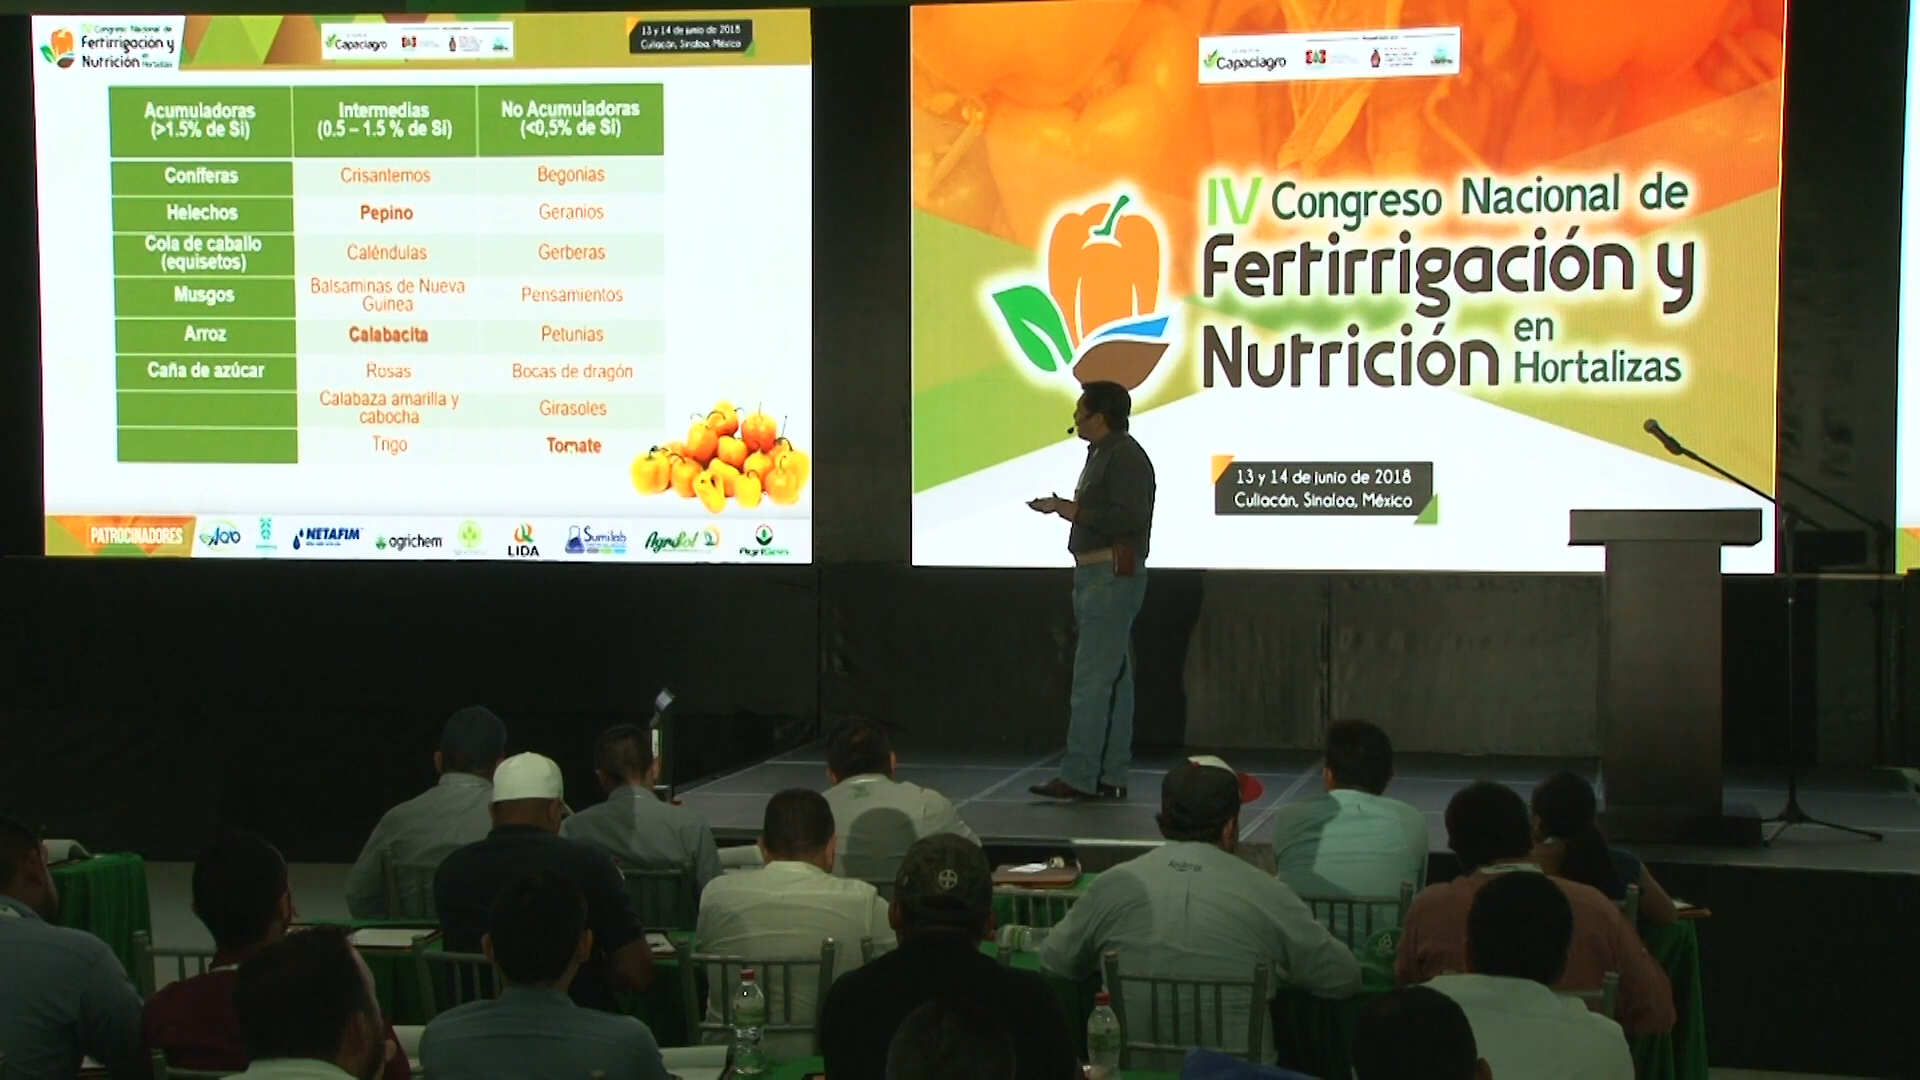 IV Congreso Nacional de
Fertirrigación y
Nutrición en Hortalizas
Capaciagro
13 y 14 de junio de 2018
Culiacán, Sinaloa, México
Acumuladoras
(>1.5% de Si)
Intermedias
(0.5 – 1.5 % de Si)
No Acumuladoras
(<0,5% de Si)
Coníferas
Crisantemos
Begonias
Helechos
Pepino
Geranios
Cola de caballo
(equisetos)
Caléndulas
Gerberas
Musgos
Balsaminas de Nueva
Guinea
Pensamientos
Arroz
Calabacita
Petunias
Caña de azúcar
Rosas
Bocas de dragón
Calabaza amarilla y
cabocha
Girasoles
Trigo
Tomate
PATROCINADORES
NETAFIM
agrichem
LIDA
Sumilab
Capaciagro
IV Congreso Nacional de
Fertirrigación y
Nutrición en
Hortalizas
13 y 14 de junio de 2018
Culiacán, Sinaloa, México